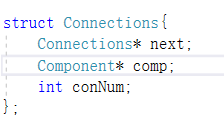 struct Connections{
Connections* next;
Component* comp;
int conNum;
};